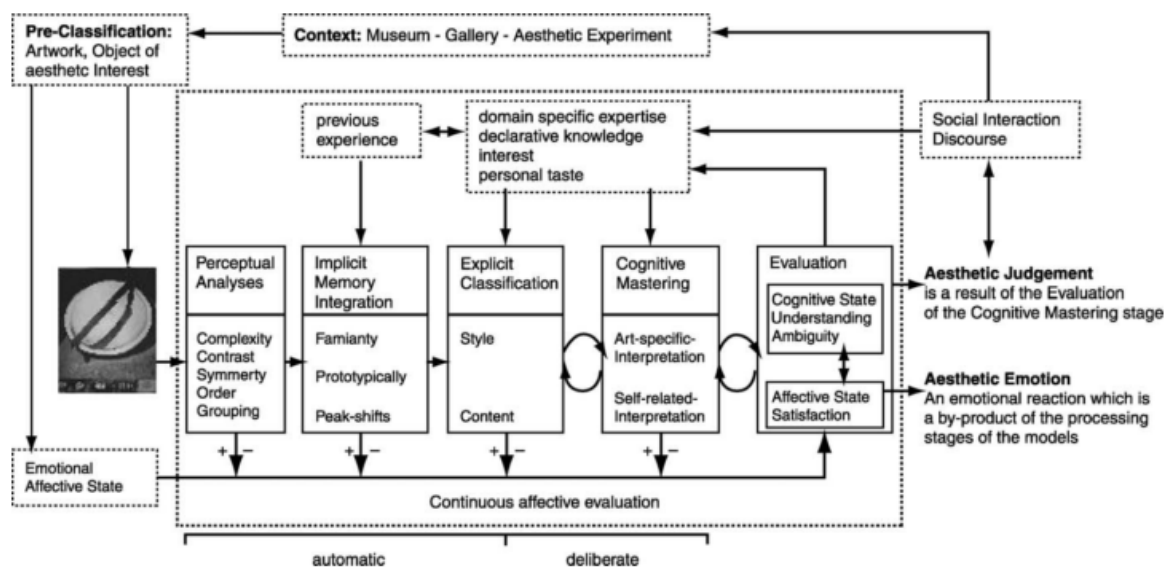 Pre-Classification:
Artwork, Object of
aesthetc Interest
Context: Museum - Gallery - Aesthetic Experiment
previous
experience
domain specific expertise
declarative knowledge
interest
personal taste
Social Interaction
Discourse
Perceptual
Analyses
Complexity
Contrast
Symmerty
Order
Grouping
Implicit
Memory
Integration
Famianty
Prototypically
Peak-shifts
Explicit
Classification
Style
Content
Cognitive
Mastering
Art-specific-
Interpretation
Self-related-
Interpretation
Evaluation
Cognitive State
Understanding
Ambiguity
Affective State
Satisfaction
Aesthetic Judgement
is a result of the Evaluation
of the Cognitive Mastering stage
Aesthetic Emotion
An emotional reaction which is
a by-product of the processing
stages of the models
+ −
+ −
+ −
+ −
Emotional
Affective State
Continuous affective evaluation
automatic
deliberate